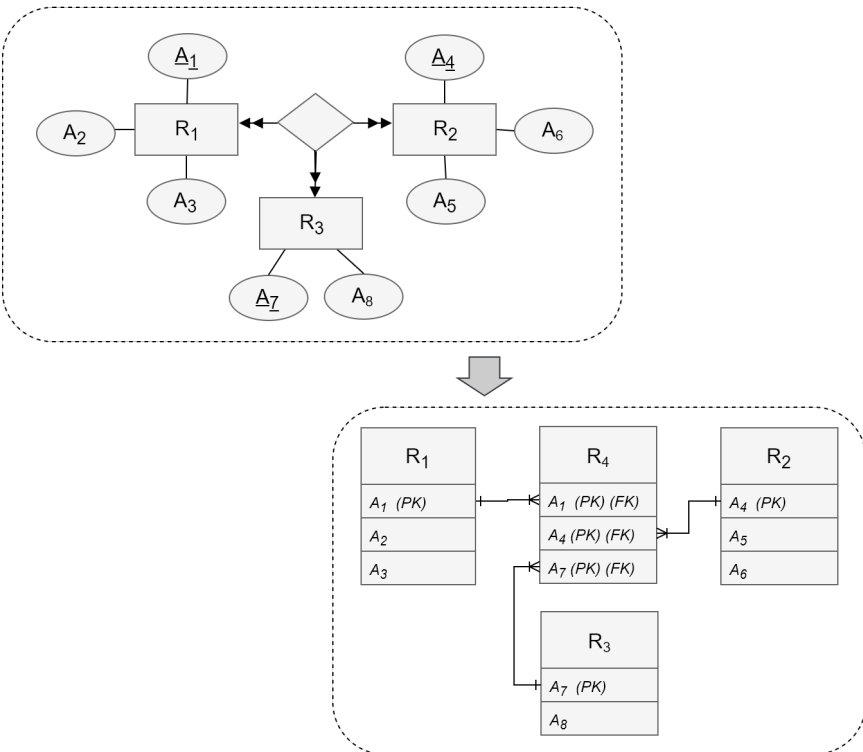 A₁
A₄
A₂
R₁
R₂
A₆
A₃
A₅
R₃
A₇
A₈
R₁
A₁ (PK)
A₂
A₃
R₄
A₁ (PK) (FK)
A₄ (PK) (FK)
A₇ (PK) (FK)
R₂
A₄ (PK)
A₅
A₆
R₃
A₇ (PK)
A₈